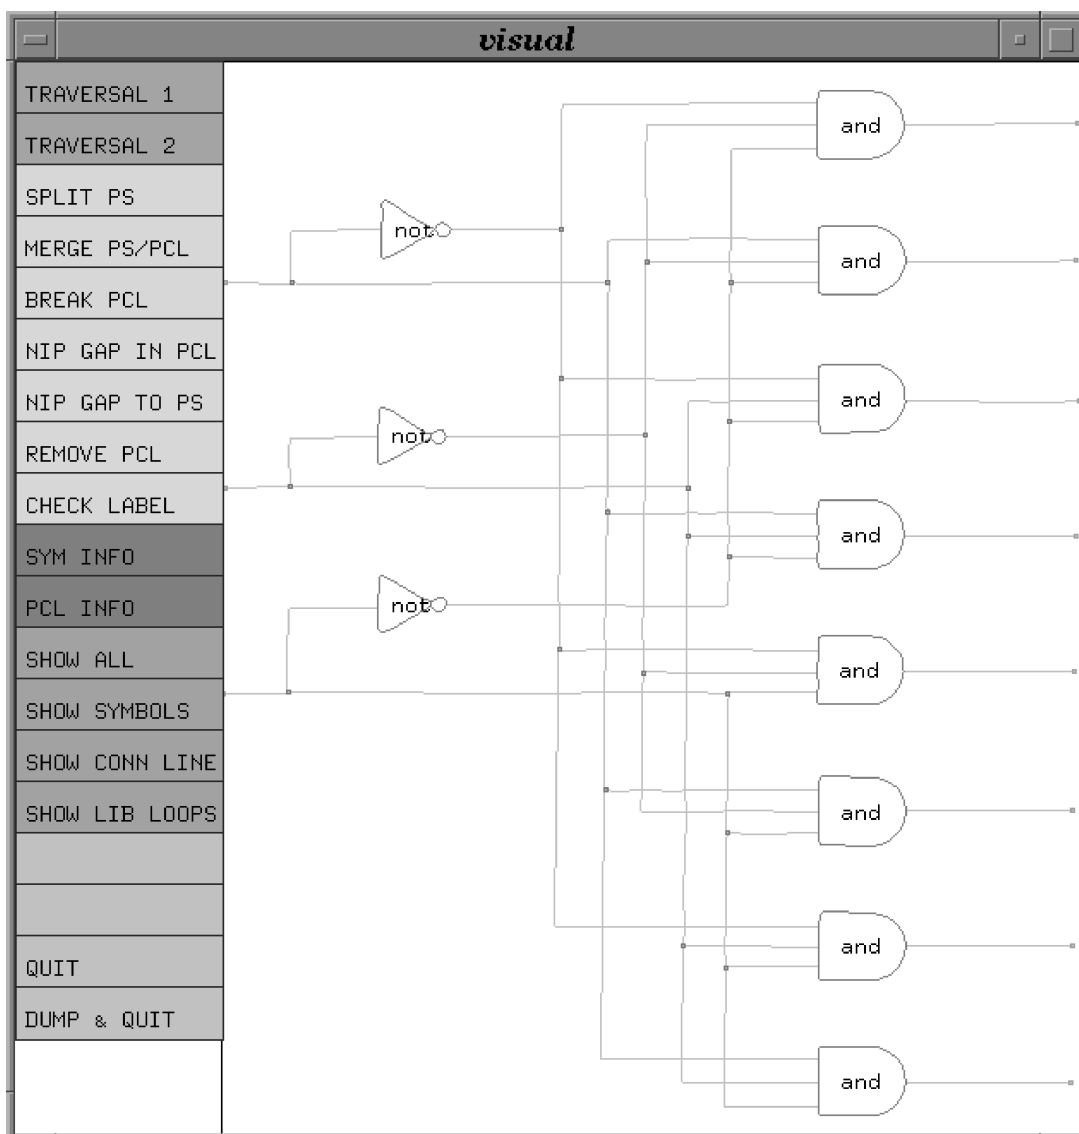 visual
TRAVERSAL 1
TRAVERSAL 2
SPLIT PS
MERGE PS/PCL
BREAK PCL
NIP GAP IN PCL
NIP GAP TO PS
REMOVE PCL
CHECK LABEL
SYM INFO
PCL INFO
SHOW ALL
SHOW SYMBOLS
SHOW CONN LINE
SHOW LIB LOOPS
QUIT
DUMP & QUIT
not
not
not
and
and
and
and
and
and
and
and